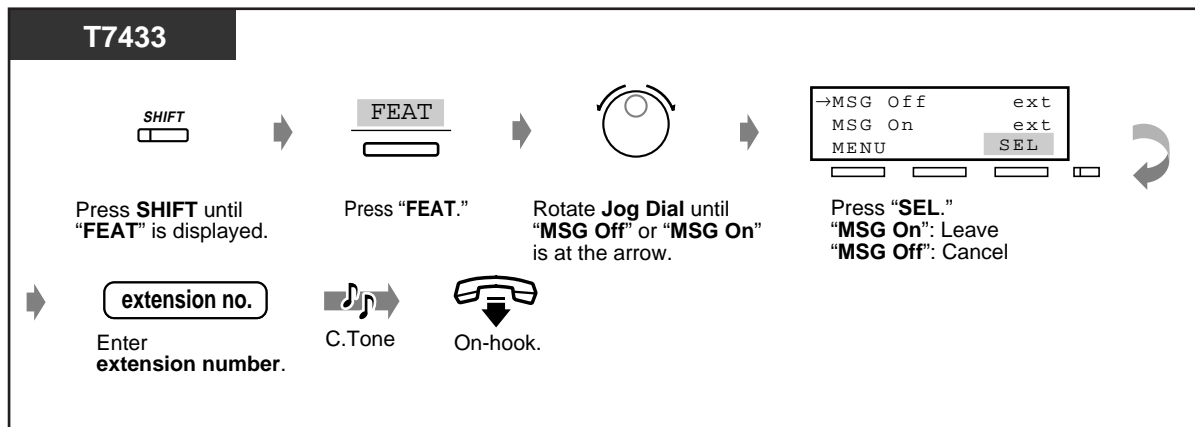 T7433
SHIFT
FEAT
→MSG Off ext
MSG On ext
MENU SEL
Press SHIFT until
“FEAT” is displayed.
Press “FEAT.”
Rotate Jog Dial until
“MSG Off” or “MSG On”
is at the arrow.
Press “SEL.”
“MSG On”: Leave
“MSG Off”: Cancel
extension no.
Enter
extension number.
C.Tone
On-hook.